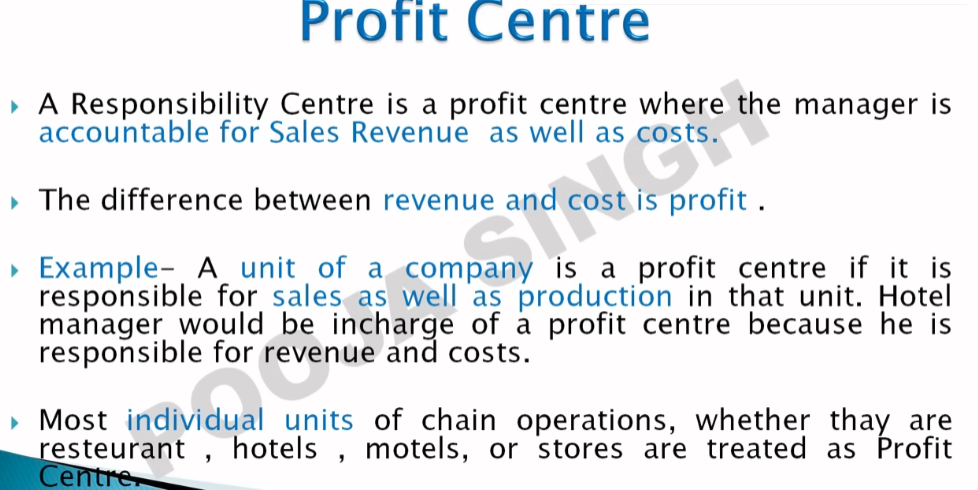 Profit Centre
A Responsibility Centre is a profit centre where the manager is
accountable for Sales Revenue as well as costs.
The difference between revenue and cost is profit .
Example- A unit of a company is a profit centre if it is
responsible for sales as well as production in that unit. Hotel
manager would be incharge of a profit centre because he is
responsible for revenue and costs.
Most individual units of chain operations, whether thay are
resteurant , hotels , motels, or stores are treated as Profit
Centre.
POOJA SINGH